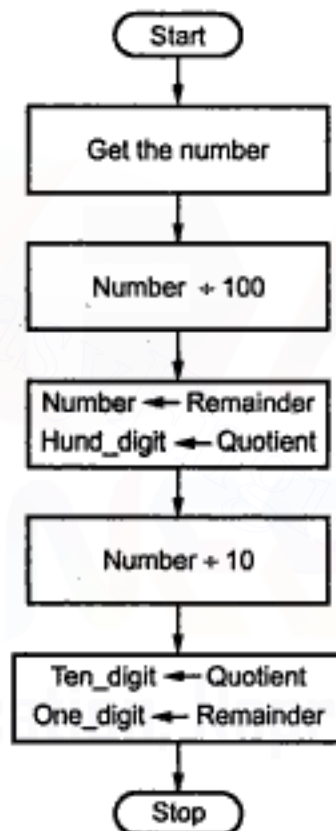 Start
Get the number
Number ÷ 100
Number ← Remainder
Hund_digit ← Quotient
Number ÷ 10
Ten_digit ← Quotient
One_digit ← Remainder
Stop